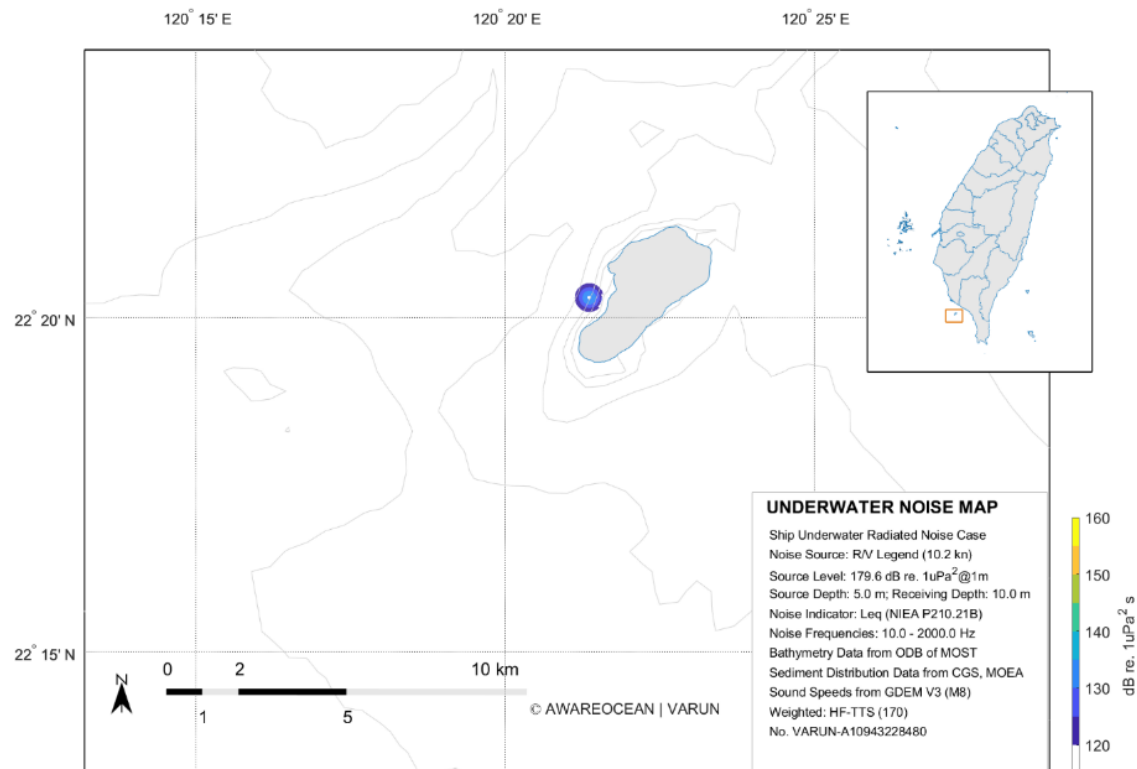 120° 15' E
120° 20' E
120° 25' E
22° 20' N
22° 15' N
UNDERWATER NOISE MAP
Ship Underwater Radiated Noise Case
Noise Source: R/V Legend (10.2 kn)
Source Level: 179.6 dB re. 1uPa²@1m
Source Depth: 5.0 m; Receiving Depth: 10.0 m
Noise Indicator: Leq (NIEA P210.21B)
Noise Frequencies: 10.0 - 2000.0 Hz
Bathymetry Data from ODB of MOST
Sediment Distribution Data from CGS, MOEA
Sound Speeds from GDEM V3 (M8)
Weighted: HF-TTS (170)
No. VARUN-A10943228480
N
0 2 10 km
1 5
© AWAREOCEAN | VARUN
160
150
140
130
120
dB re. 1uPa² s